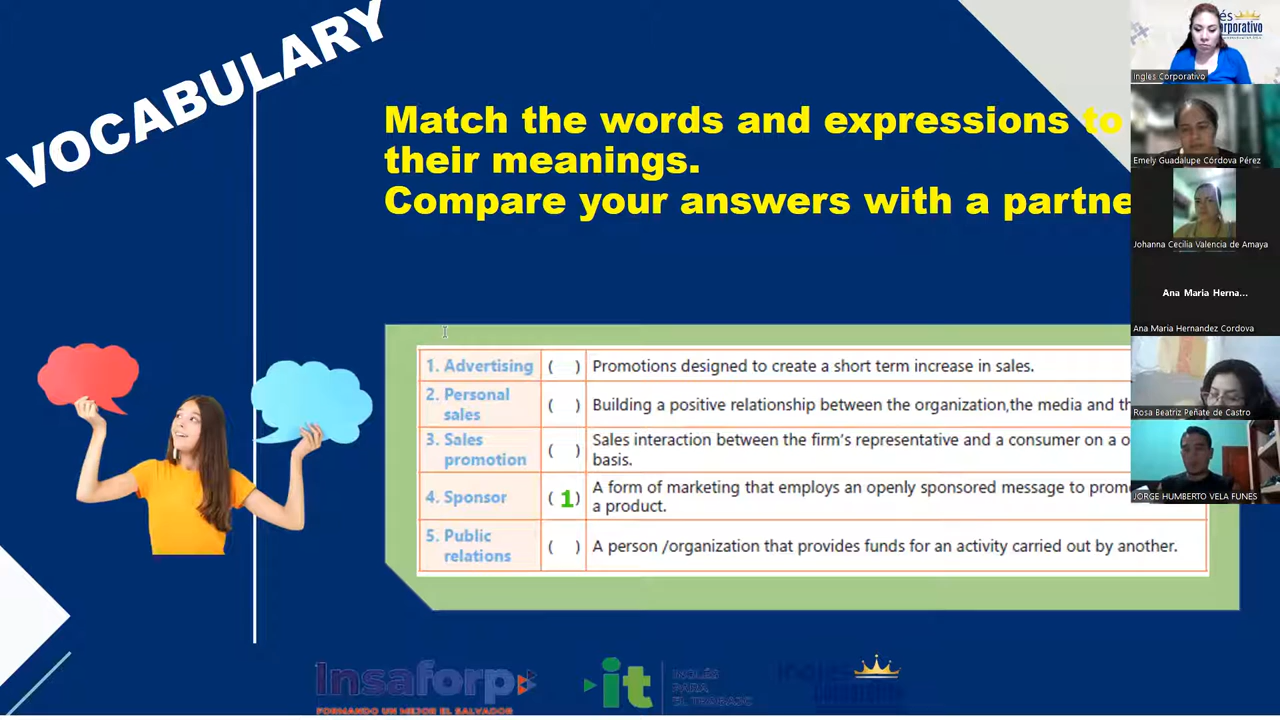 VOCABULARY
Match the words and expressions to
their meanings.
Compare your answers with a partne
1. Advertising ( ) Promotions designed to create a short term increase in sales.
2. Personal sales ( ) Building a positive relationship between the organization,the media and th
3. Sales promotion ( ) Sales interaction between the firm's representative and a consumer on a o
basis.
4. Sponsor ( 1 ) A form of marketing that employs an openly sponsored message to prom
a product.
5. Public relations ( ) A person /organization that provides funds for an activity carried out by another.
Insaforp
FORMANDO UN MEJOR EL SALVADOR
it
INGLÉS
PARA
EL TRABAJO
Inglés
corporativo
Ingles Corporativo
Emely Guadalupe Córdova Pérez
Johanna Cecilia Valencia de Amaya
Ana Maria Herna...
Ana Maria Hernandez Cordova
Rosa Beatriz Peñate de Castro
JORGE HUMBERTO VELA FUNES